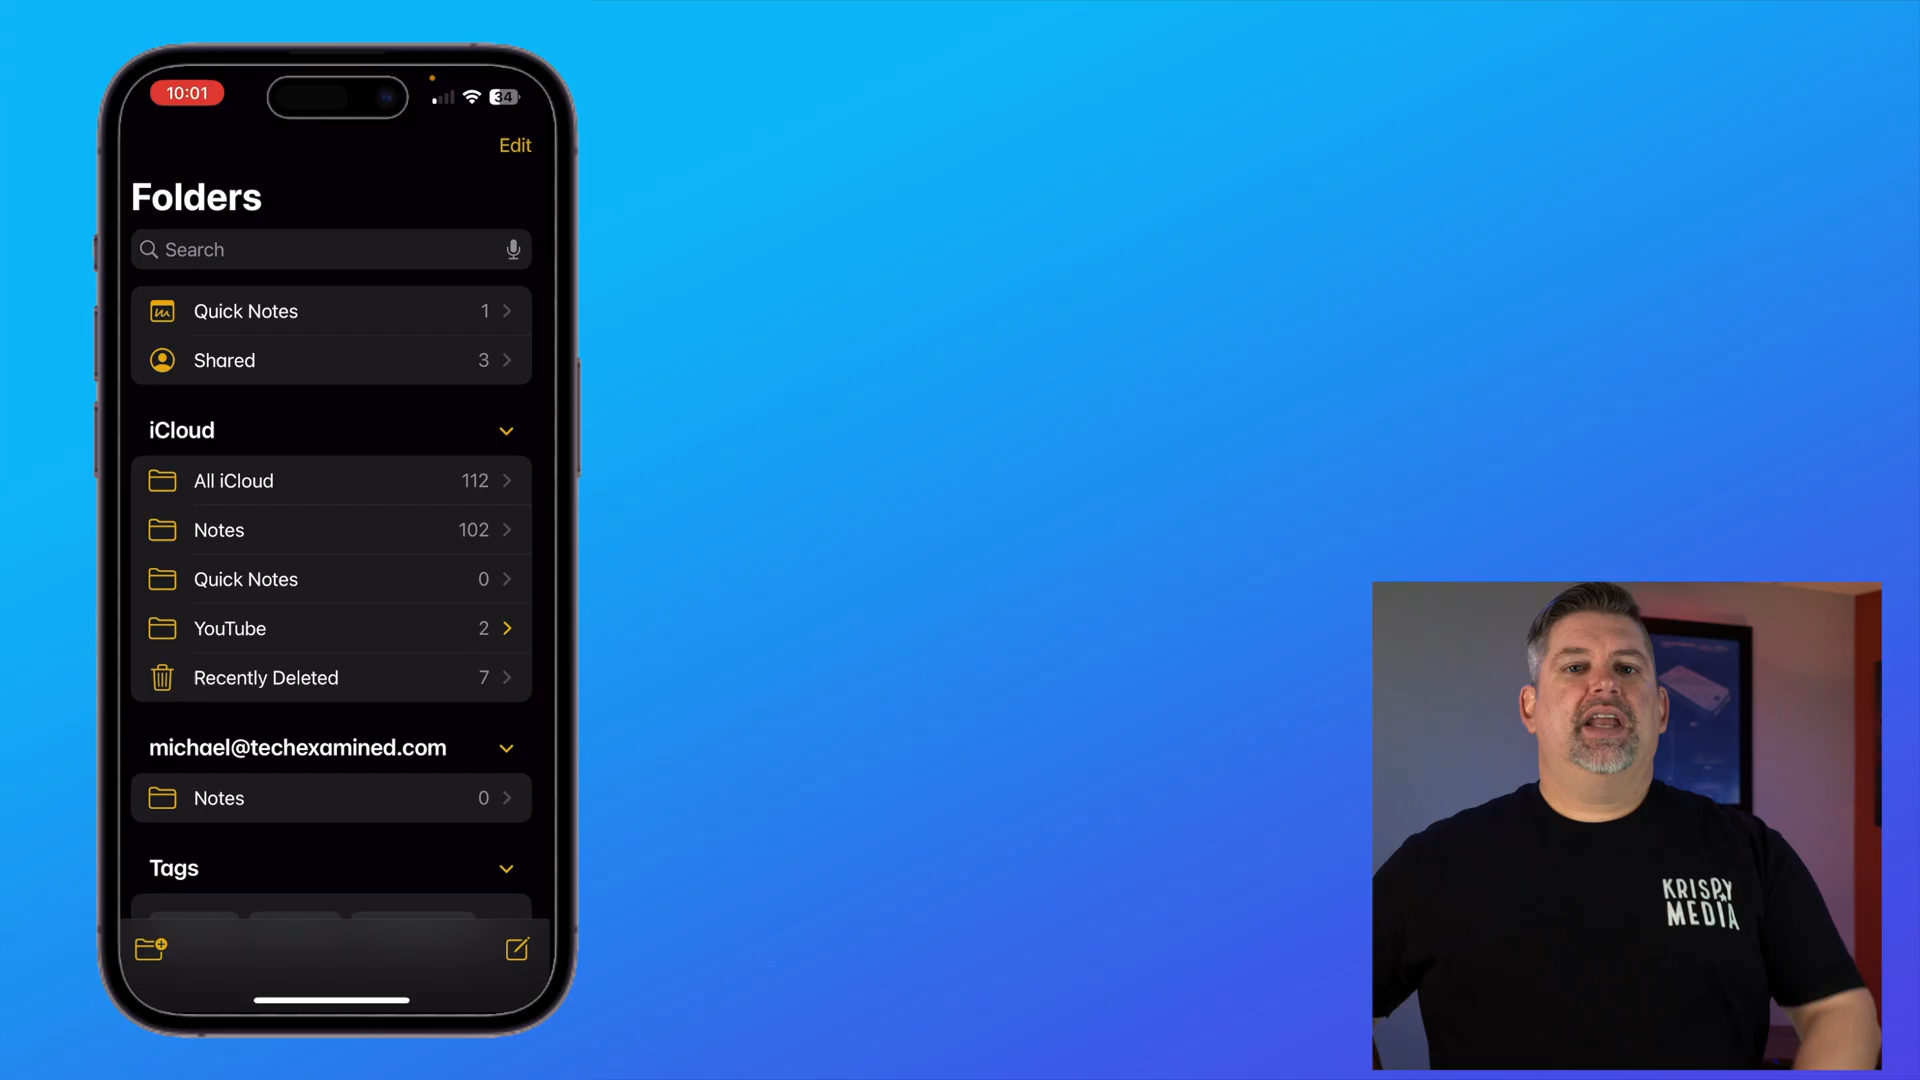 10:01
34
Edit
Folders
Search
Quick Notes 1
Shared 3
iCloud
All iCloud 112
Notes 102
Quick Notes 0
YouTube 2
Recently Deleted 7
michael@techexamined.com
Notes 0
Tags
KRISPY
MEDIA